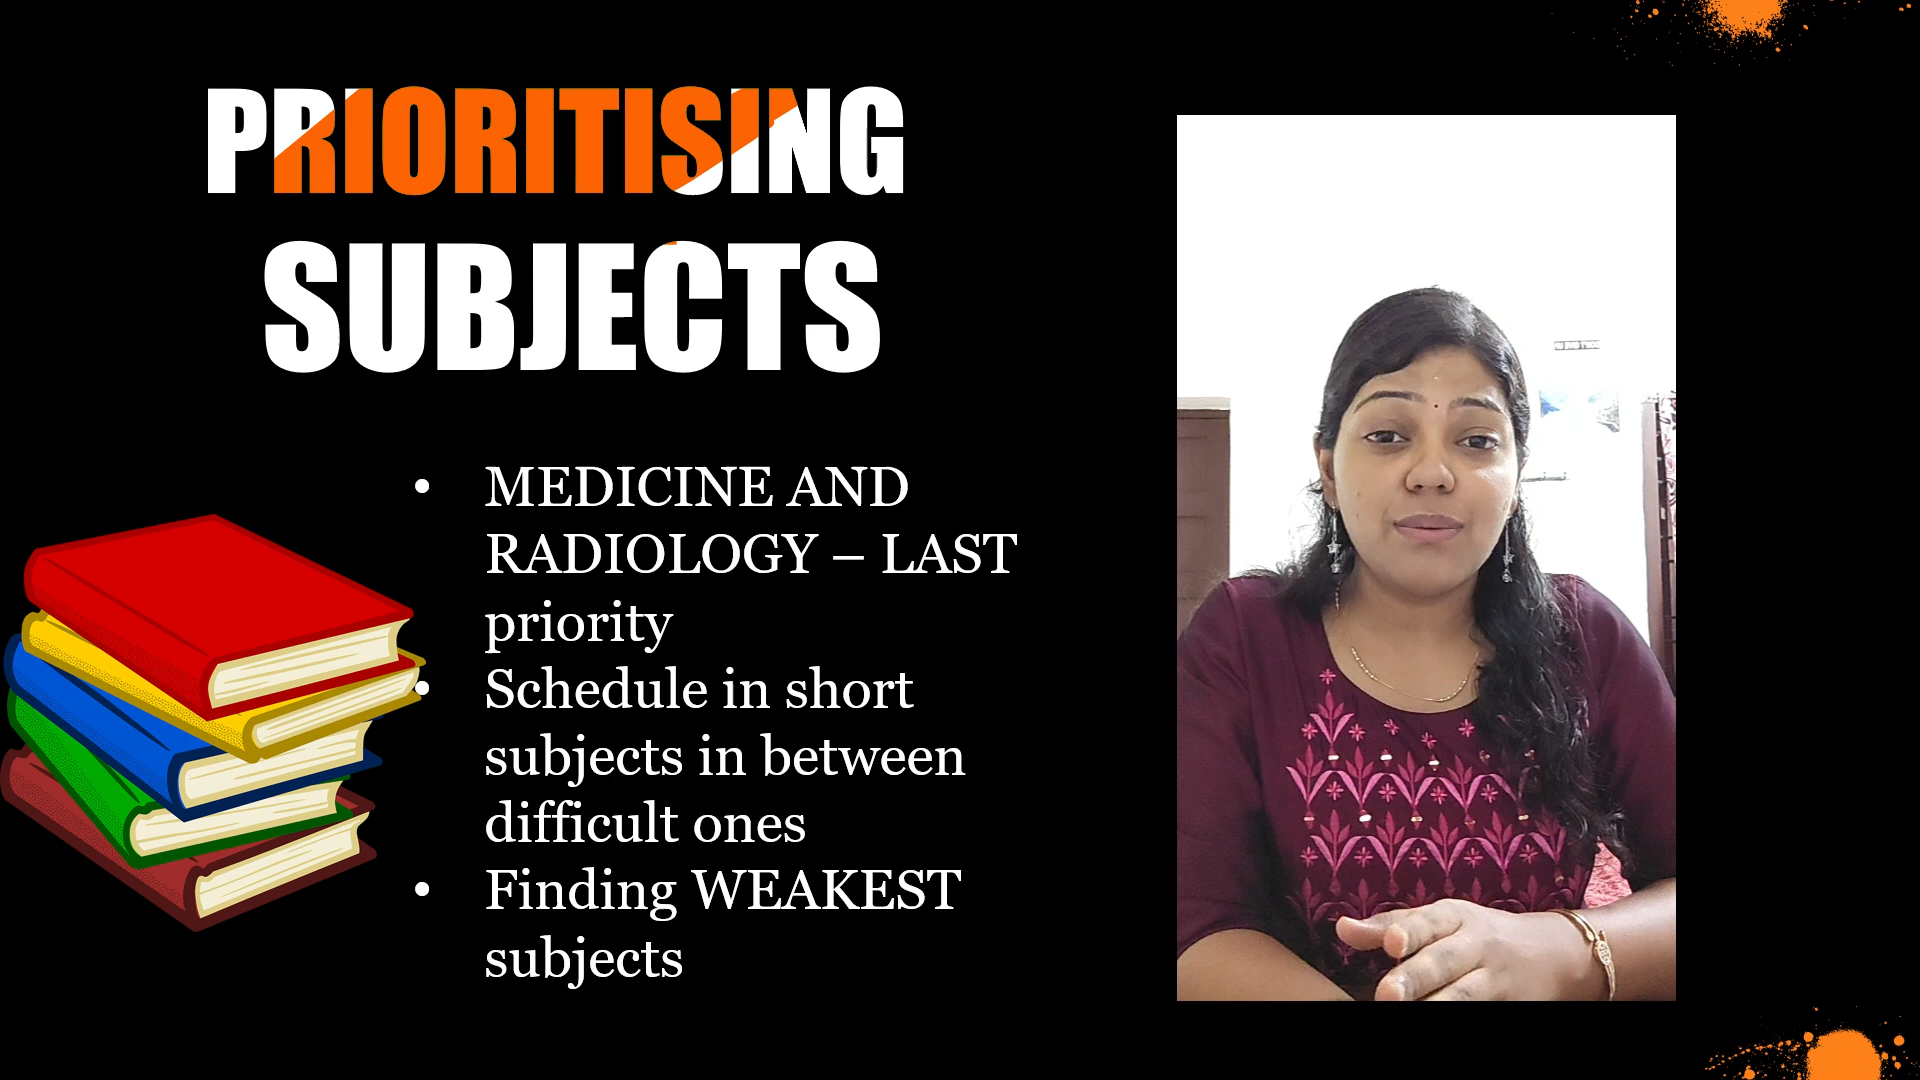 PRIORITISING
SUBJECTS
• MEDICINE AND
RADIOLOGY – LAST
priority
• Schedule in short
subjects in between
difficult ones
• Finding WEAKEST
subjects